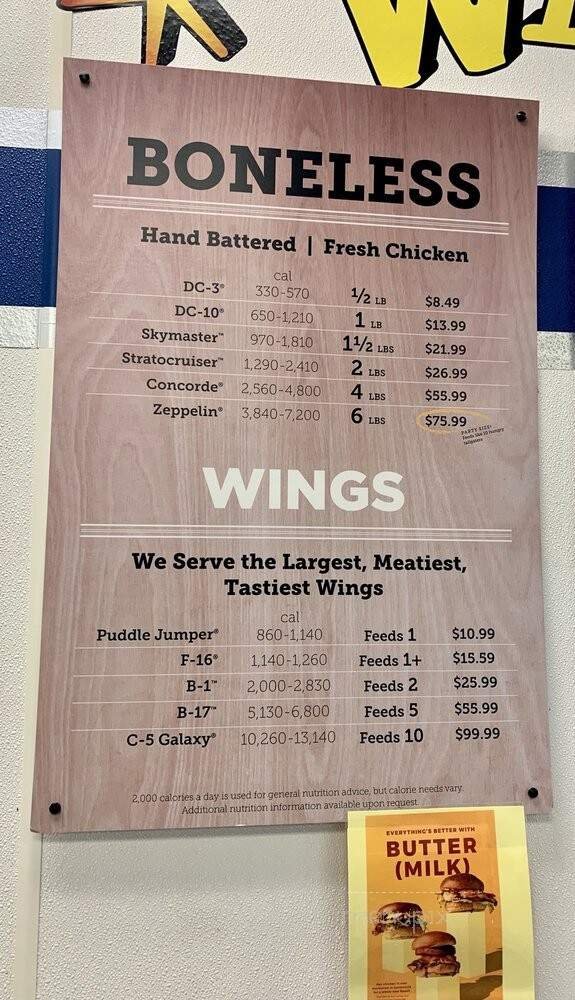 WI
BONELESS
Hand Battered | Fresh Chicken
cal
DC-3® 330-570 ½ LB $8.49
DC-10® 650-1,210 1 LB $13.99
Skymaster™ 970-1,810 1½ LBS $21.99
Stratocruiser™ 1,290-2,410 2 LBS $26.99
Concorde® 2,560-4,800 4 LBS $55.99
Zeppelin® 3,840-7,200 6 LBS $75.99
PARTY SIZE!
feeds like 10 hungry
tailgaters
WINGS
We Serve the Largest, Meatiest,
Tastiest Wings
cal
Puddle Jumper® 860-1,140 Feeds 1 $10.99
F-16® 1,140-1,260 Feeds 1+ $15.59
B-1™ 2,000-2,830 Feeds 2 $25.99
B-17™ 5,130-6,800 Feeds 5 $55.99
C-5 Galaxy® 10,260-13,140 Feeds 10 $99.99
2,000 calories a day is used for general nutrition advice, but calorie needs vary.
Additional nutrition information available upon request.
EVERYTHING'S BETTER WITH
BUTTER
(MILK)